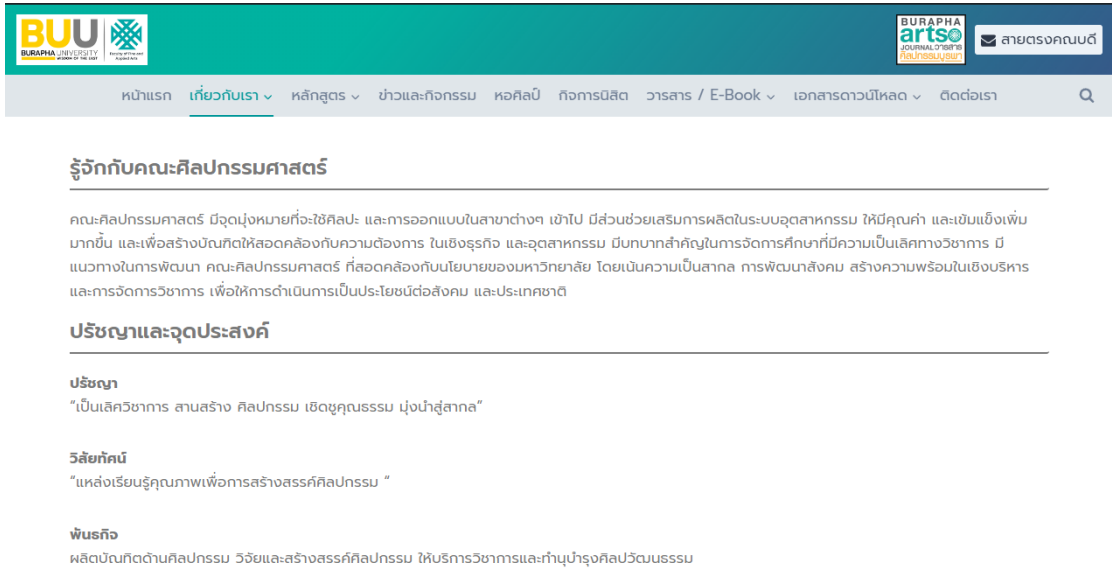 BUU
BURAPHA UNIVERSITY
WISDOM OF THE EAST
Faculty of Fine and
Applied Arts
BURAPHA
arts
JOURNAL วารสาร
ศิลปกรรมบูรพา
สายตรงคณบดี
หน้าแรก เกี่ยวกับเรา หลักสูตร ข่าวและกิจกรรม หอศิลป์ กิจการนิสิต วารสาร / E-Book เอกสารดาวน์โหลด ติดต่อเรา
รู้จักกับคณะศิลปกรรมศาสตร์
คณะศิลปกรรมศาสตร์ มีจุดมุ่งหมายที่จะใช้ศิลปะ และการออกแบบในสาขาต่างๆ เข้าไป มีส่วนช่วยเสริมการผลิตในระบบอุตสาหกรรม ให้มีคุณค่า และเข้มแข็งเพิ่ม
มากขึ้น และเพื่อสร้างบัณฑิตให้สอดคล้องกับความต้องการ ในเชิงธุรกิจ และอุตสาหกรรม มีบทบาทสำคัญในการจัดการศึกษาที่มีความเป็นเลิศทางวิชาการ มี
แนวทางในการพัฒนา คณะศิลปกรรมศาสตร์ ที่สอดคล้องกับนโยบายของมหาวิทยาลัย โดยเน้นความเป็นสากล การพัฒนาสังคม สร้างความพร้อมในเชิงบริหาร
และการจัดการวิชาการ เพื่อให้การดำเนินการเป็นประโยชน์ต่อสังคม และประเทศชาติ
ปรัชญาและจุดประสงค์
ปรัชญา
“เป็นเลิศวิชาการ สานสร้าง ศิลปกรรม เชิดชูคุณธรรม มุ่งนำสู่สากล”
วิสัยทัศน์
“แหล่งเรียนรู้คุณภาพเพื่อการสร้างสรรค์ศิลปกรรม “
พันธกิจ
ผลิตบัณฑิตด้านศิลปกรรม วิจัยและสร้างสรรค์ศิลปกรรม ให้บริการวิชาการและทำนุบำรุงศิลปวัฒนธรรม